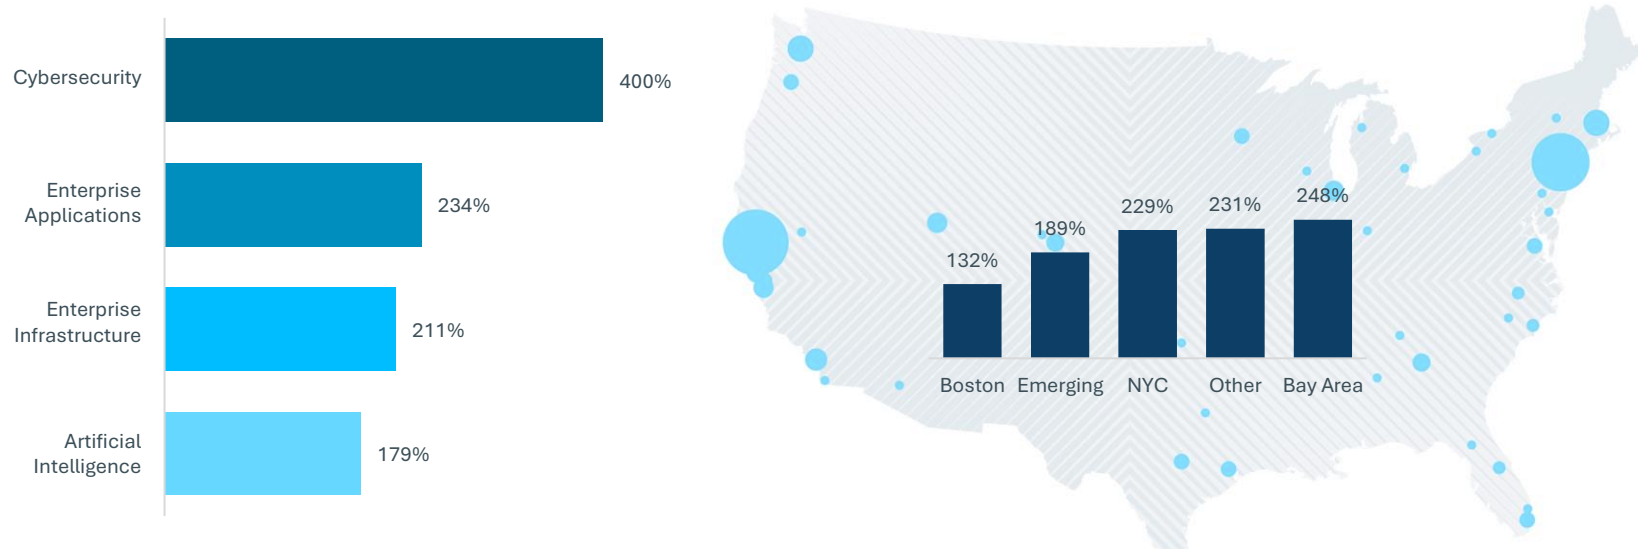 Cybersecurity
400%
Enterprise
Applications
234%
Enterprise
Infrastructure
211%
Artificial
Intelligence
179%
132%
189%
229%
231%
248%
Boston
Emerging
NYC
Other
Bay Area